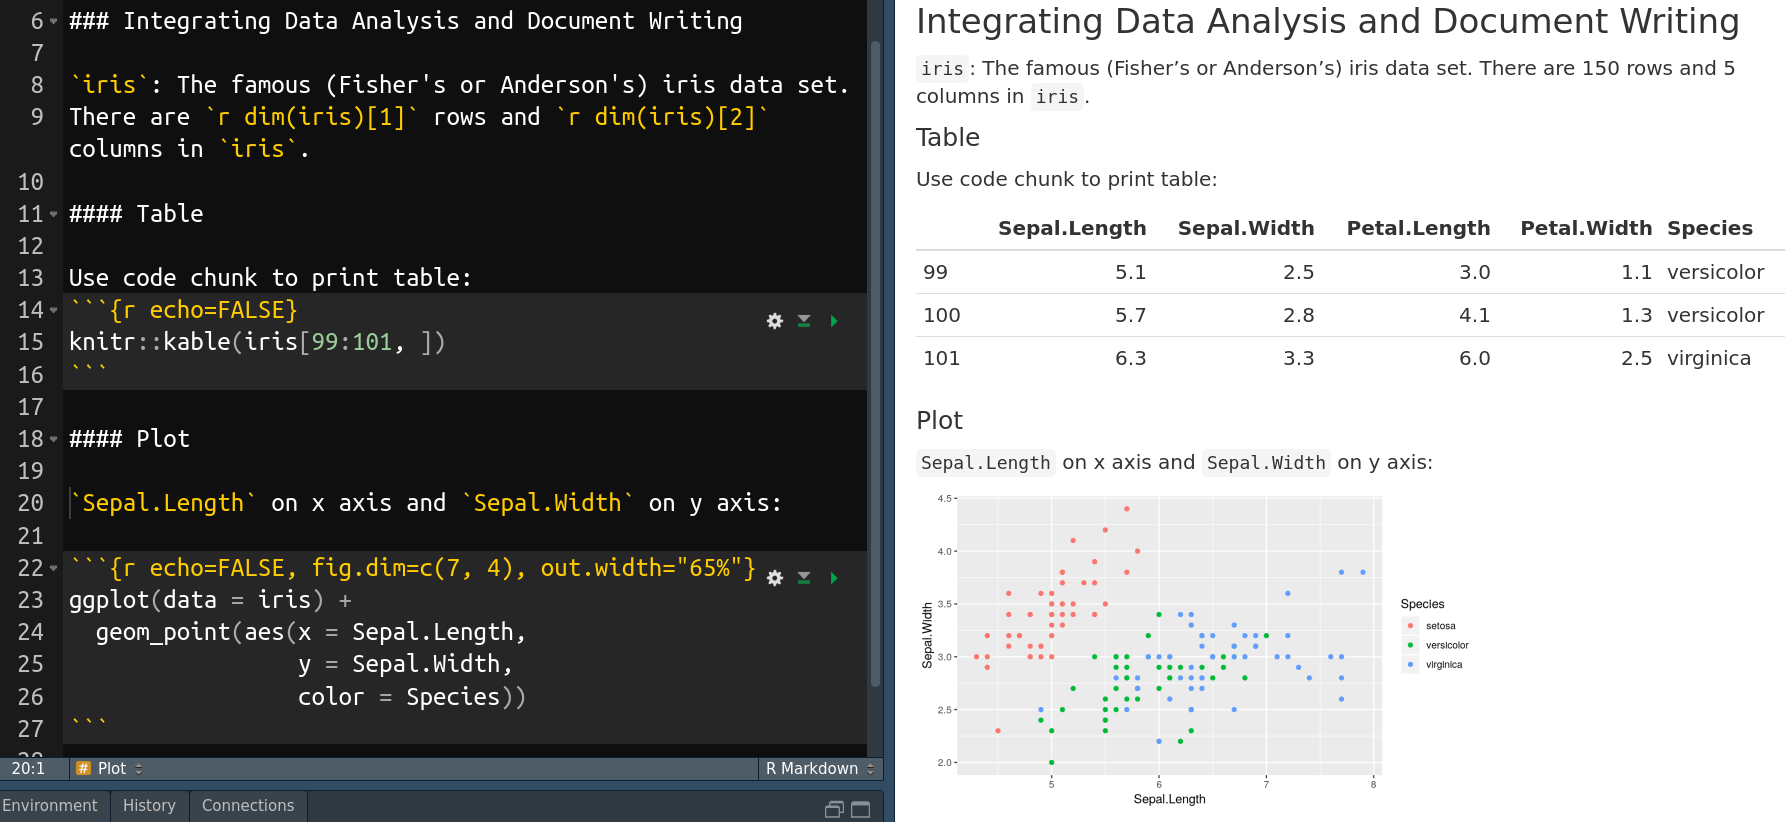 6 ### Integrating Data Analysis and Document Writing
7
8 `iris`: The famous (Fisher's or Anderson's) iris data set.
9 There are `r dim(iris)[1]` rows and `r dim(iris)[2]`
columns in `iris`.
10
11 #### Table
12
13 Use code chunk to print table:
14 ```{r echo=FALSE}
15 knitr::kable(iris[99:101, ])
16 ```
17
18 #### Plot
19
20 `Sepal.Length` on x axis and `Sepal.Width` on y axis:
21
22 ```{r echo=FALSE, fig.dim=c(7, 4), out.width="65%"}
23 ggplot(data = iris) +
24   geom_point(aes(x = Sepal.Length,
25                  y = Sepal.Width,
26                  color = Species))
27 ```
20:1 # Plot R Markdown
Environment History Connections
Integrating Data Analysis and Document Writing
iris: The famous (Fisher’s or Anderson’s) iris data set. There are 150 rows and 5
columns in iris.
Table
Use code chunk to print table:
Sepal.Length Sepal.Width Petal.Length Petal.Width Species
99 5.1 2.5 3.0 1.1 versicolor
100 5.7 2.8 4.1 1.3 versicolor
101 6.3 3.3 6.0 2.5 virginica
Plot
Sepal.Length on x axis and Sepal.Width on y axis:
4.5
4.0
3.5
3.0
2.5
2.0
Sepal.Width
5 6 7 8
Sepal.Length
Species
setosa
versicolor
virginica